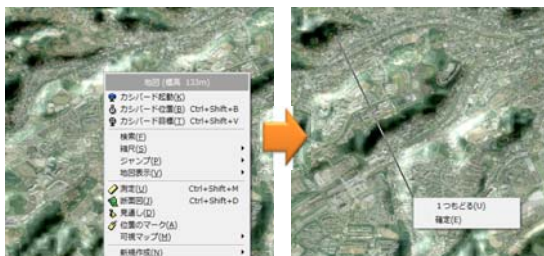 地図 (標高 133m)
カシバード起動(K)
カシバード位置(B) Ctrl+Shift+B
カシバード目標(T) Ctrl+Shift+V
検索(F)
縮尺(S)
ジャンプ(P)
地図表示(V)
測定(U) Ctrl+Shift+M
断面図(J) Ctrl+Shift+D
見通し(D)
位置のマーク(A)
可視マップ(M)
新規作成(N)
1つもどる(U)
確定(E)